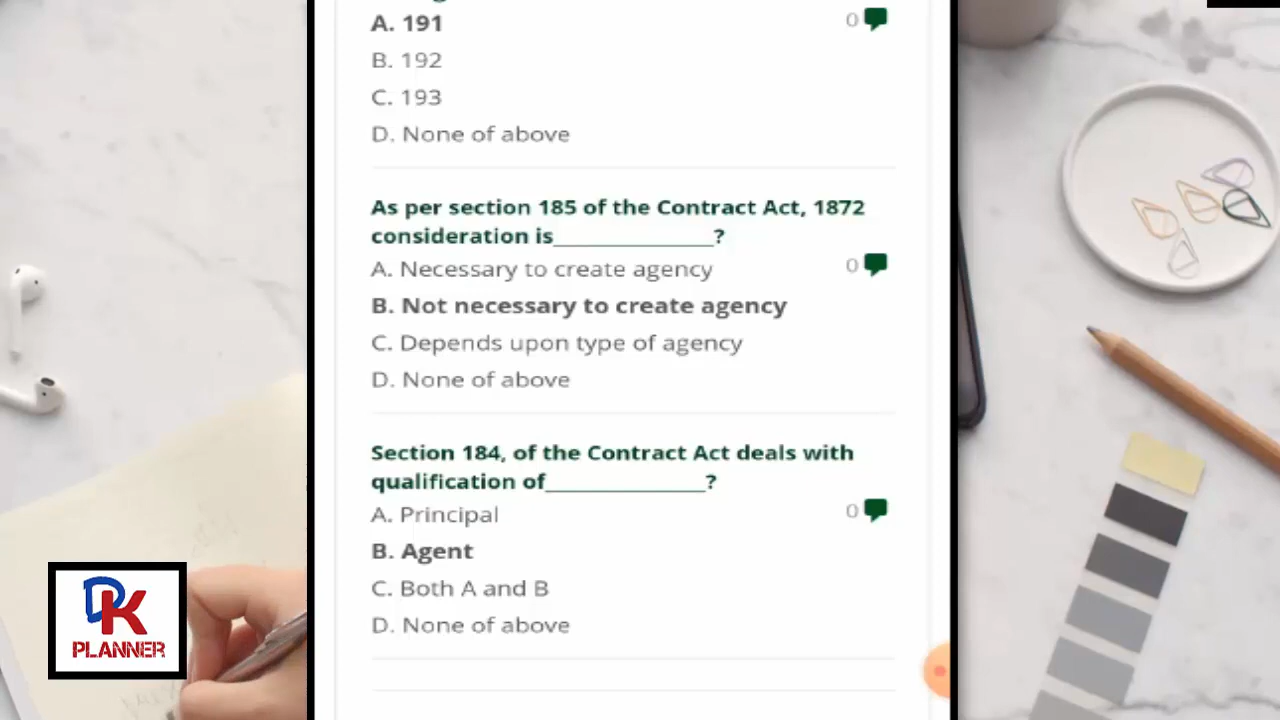 A. 191
0
B. 192
C. 193
D. None of above
As per section 185 of the Contract Act, 1872
consideration is_______________?
A. Necessary to create agency
0
B. Not necessary to create agency
C. Depends upon type of agency
D. None of above
Section 184, of the Contract Act deals with
qualification of_______________?
A. Principal
0
B. Agent
C. Both A and B
D. None of above
DK
PLANNER